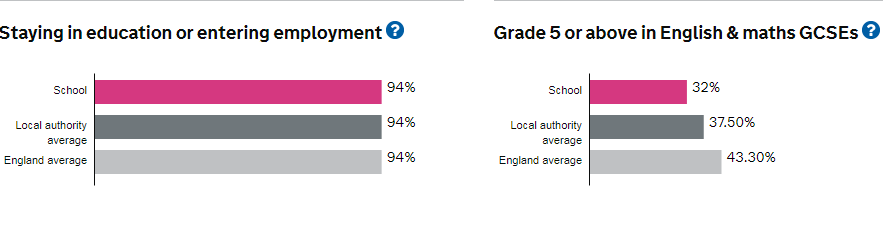 Staying in education or entering employment ?
School 94%
Local authority average 94%
England average 94%
Grade 5 or above in English & maths GCSEs ?
School 32%
Local authority average 37.50%
England average 43.30%